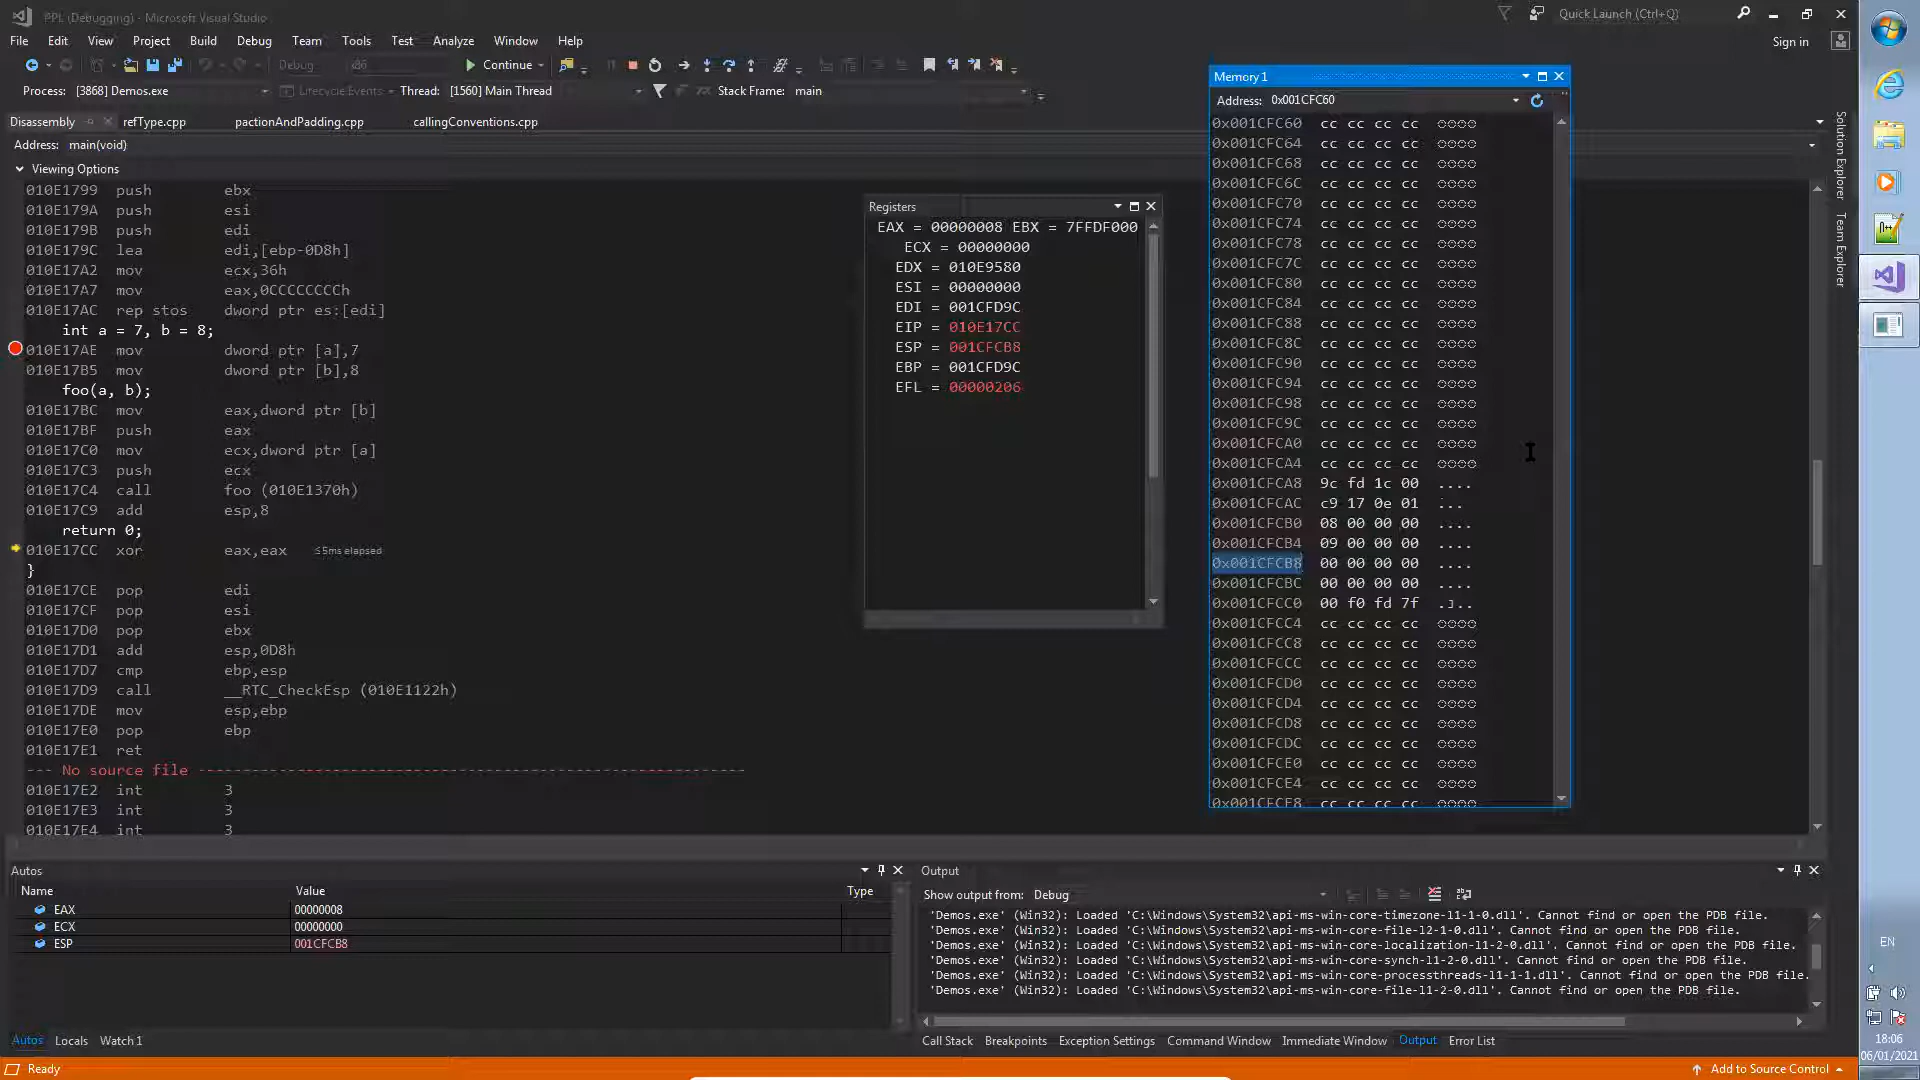 PPL (Debugging) - Microsoft Visual Studio
Quick Launch (Ctrl+Q)
File Edit View Project Build Debug Team Tools Test Analyze Window Help
Sign in
Debug x86 Continue
Process: [3868] Demos.exe Lifecycle Events Thread: [1560] Main Thread Stack Frame: main
Disassembly refType.cpp pactionAndPadding.cpp callingConventions.cpp
Address: main(void)
Viewing Options
010E1799 push ebx
010E179A push esi
010E179B push edi
010E179C lea edi,[ebp-0D8h]
010E17A2 mov ecx,36h
010E17A7 mov eax,0CCCCCCCCh
010E17AC rep stos dword ptr es:[edi]
int a = 7, b = 8;
010E17AE mov dword ptr [a],7
010E17B5 mov dword ptr [b],8
foo(a, b);
010E17BC mov eax,dword ptr [b]
010E17BF push eax
010E17C0 mov ecx,dword ptr [a]
010E17C3 push ecx
010E17C4 call foo (010E1370h)
010E17C9 add esp,8
return 0;
010E17CC xor eax,eax ≤5ms elapsed
}
010E17CE pop edi
010E17CF pop esi
010E17D0 pop ebx
010E17D1 add esp,0D8h
010E17D7 cmp ebp,esp
010E17D9 call __RTC_CheckEsp (010E1122h)
010E17DE mov esp,ebp
010E17E0 pop ebp
010E17E1 ret
--- No source file
010E17E2 int 3
010E17E3 int 3
010E17E4 int 3
Registers
EAX = 00000008 EBX = 7FFDF000
ECX = 00000000
EDX = 010E9580
ESI = 00000000
EDI = 001CFD9C
EIP = 010E17CC
ESP = 001CFCB8
EBP = 001CFD9C
EFL = 00000206
Memory 1
Address: 0x001CFC60
0x001CFC60 cc cc cc cc
0x001CFC64 cc cc cc cc
0x001CFC68 cc cc cc cc
0x001CFC6C cc cc cc cc
0x001CFC70 cc cc cc cc
0x001CFC74 cc cc cc cc
0x001CFC78 cc cc cc cc
0x001CFC7C cc cc cc cc
0x001CFC80 cc cc cc cc
0x001CFC84 cc cc cc cc
0x001CFC88 cc cc cc cc
0x001CFC8C cc cc cc cc
0x001CFC90 cc cc cc cc
0x001CFC94 cc cc cc cc
0x001CFC98 cc cc cc cc
0x001CFC9C cc cc cc cc
0x001CFCA0 cc cc cc cc
0x001CFCA4 cc cc cc cc
0x001CFCA8 9c fd 1c 00 ....
0x001CFCAC c9 17 0e 01 ...
0x001CFCB0 08 00 00 00 ....
0x001CFCB4 09 00 00 00 ....
0x001CFCB8 00 00 00 00 ....
0x001CFCBC 00 00 00 00 ....
0x001CFCC0 00 f0 fd 7f
0x001CFCC4 cc cc cc cc
0x001CFCC8 cc cc cc cc
0x001CFCCC cc cc cc cc
0x001CFCD0 cc cc cc cc
0x001CFCD4 cc cc cc cc
0x001CFCD8 cc cc cc cc
0x001CFCDC cc cc cc cc
0x001CFCE0 cc cc cc cc
0x001CFCE4 cc cc cc cc
0x001CFCE8 cc cc cc cc
Solution Explorer
Team Explorer
Autos
Name Value Type
EAX 00000008
ECX 00000000
ESP 001CFCB8
Autos Locals Watch 1
Output
Show output from: Debug
'Demos.exe' (Win32): Loaded 'C:\Windows\System32\api-ms-win-core-timezone-l1-1-0.dll'. Cannot find or open the PDB file.
'Demos.exe' (Win32): Loaded 'C:\Windows\System32\api-ms-win-core-file-l2-1-0.dll'. Cannot find or open the PDB file.
'Demos.exe' (Win32): Loaded 'C:\Windows\System32\api-ms-win-core-localization-l1-2-0.dll'. Cannot find or open the PDB file.
'Demos.exe' (Win32): Loaded 'C:\Windows\System32\api-ms-win-core-synch-l1-2-0.dll'. Cannot find or open the PDB file.
'Demos.exe' (Win32): Loaded 'C:\Windows\System32\api-ms-win-core-processthreads-l1-1-1.dll'. Cannot find or open the PDB file.
'Demos.exe' (Win32): Loaded 'C:\Windows\System32\api-ms-win-core-file-l1-2-0.dll'. Cannot find or open the PDB file.
Call Stack Breakpoints Exception Settings Command Window Immediate Window Output Error List
Ready
Add to Source Control
EN
18:06
06/01/2021